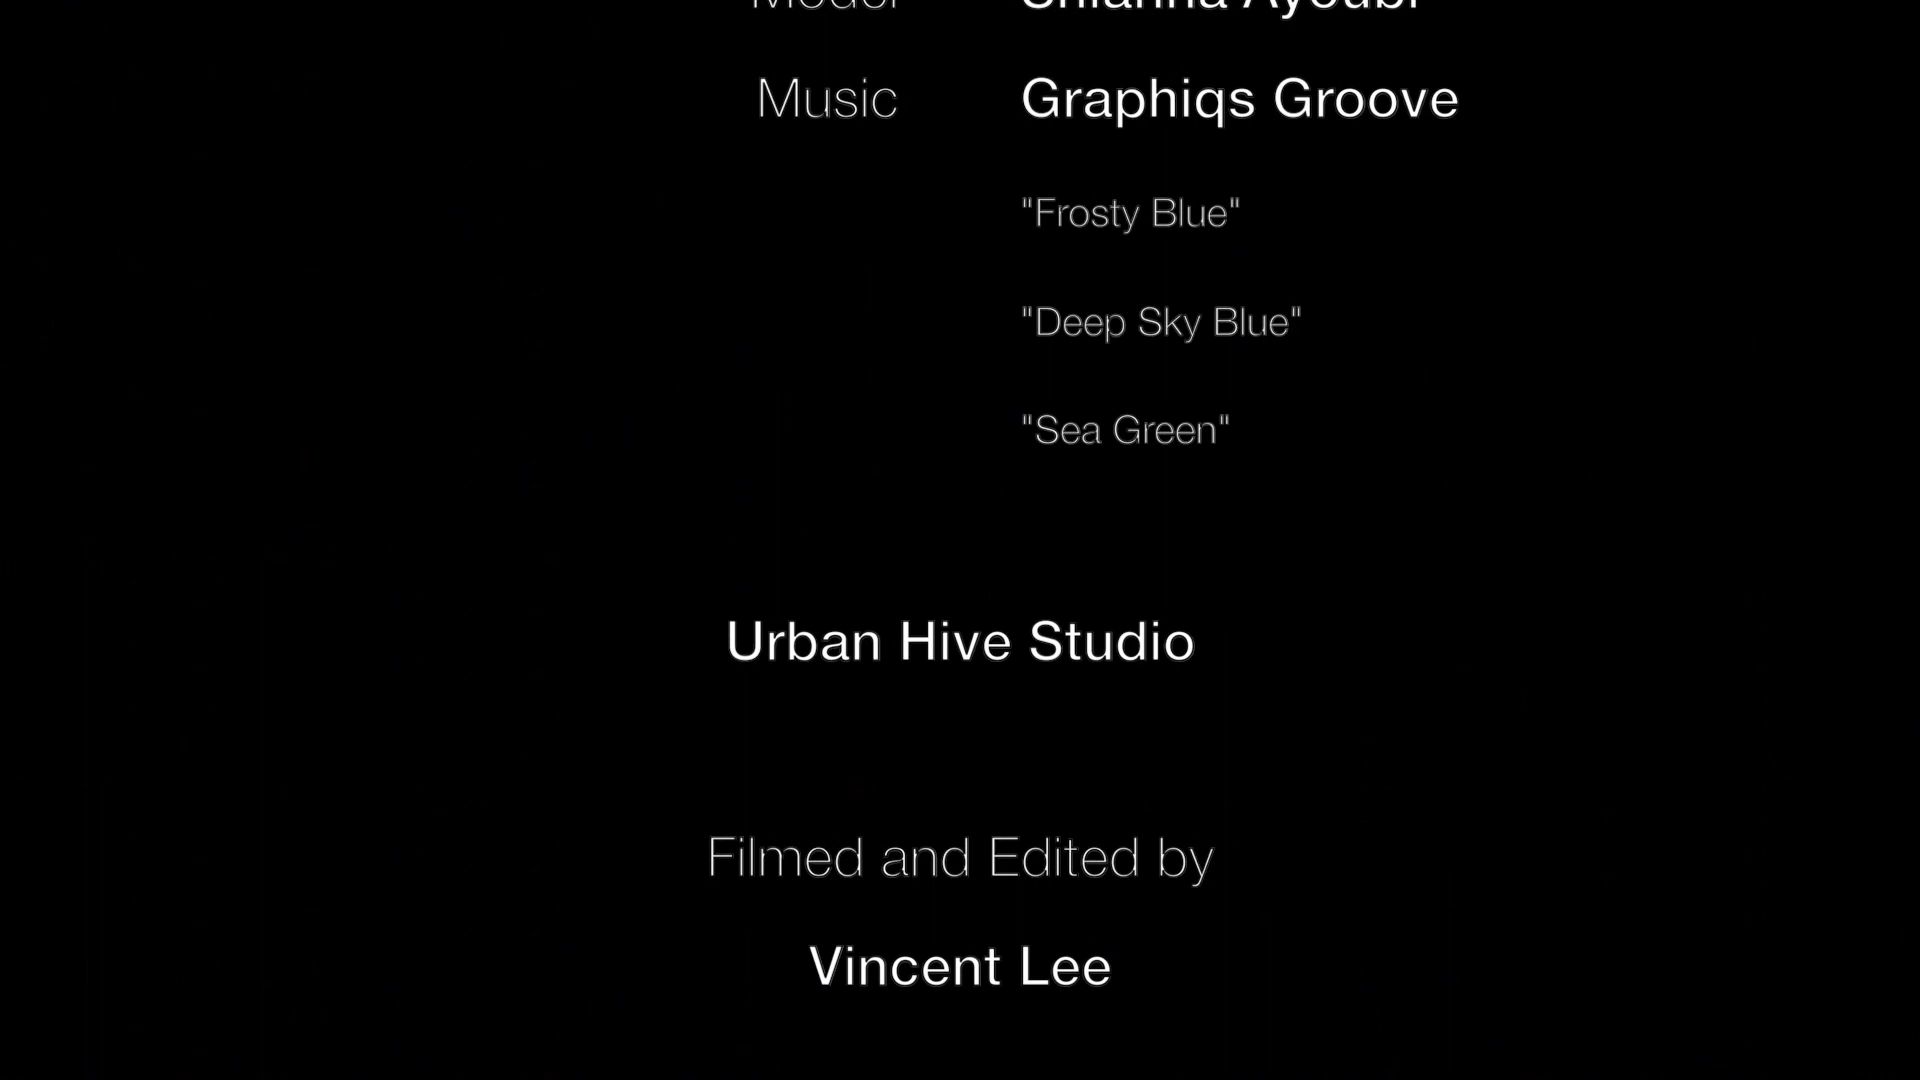 Model
Music Graphiqs Groove
"Frosty Blue"
"Deep Sky Blue"
"Sea Green"
Urban Hive Studio
Filmed and Edited by
Vincent Lee